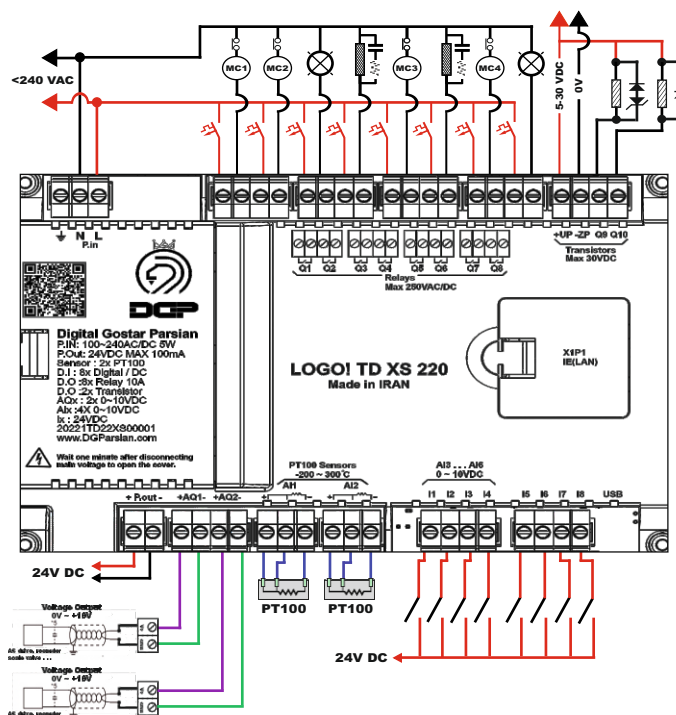 <240 VAC
MC1
MC2
MC3
MC4
5-30 VDC
0V
N L
P.in
+UP -ZP Q9 Q10
Transistors
Max 30VDC
Q1 Q2 Q3 Q4 Q5 Q6 Q7 Q8
Relays
Max 250VAC/DC
DGP
Digital Gostar Parsian
P.IN: 100~240AC/DC 5W
P.Out: 24VDC MAX 100mA
Sensor : 2x PT100
D.I : 8x Digital / DC
D.O :8x Relay 10A
D.O :2x Transistor
AQx : 2x 0~10VDC
AIx :4X 0~10VDC
Ix : 24VDC
20221TD22XS00001
www.DGParsian.com
Wait one minute after disconnecting
main voltage to open the cover.
LOGO! TD XS 220
Made in IRAN
X1P1
IE(LAN)
PT100 Sensors
-200 ~ 300°C
AI1 AI2
AI3 . . . AI6
0 ~ 10VDC
+ P.out - +AQ1- +AQ2-
I1 I2 I3 I4 I5 I6 I7 I8 USB
24V DC
PT100
PT100
24V DC
Voltage Output
0V ~ +15V
Voltage Output
0V ~ +15V